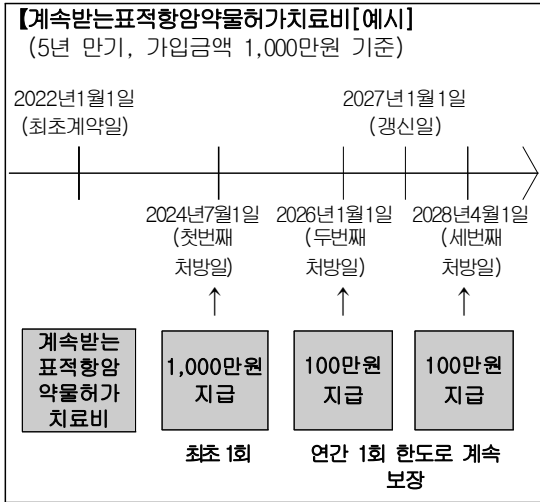 【계속받는표적항암약물허가치료비[예시]
(5년 만기, 가입금액 1,000만원 기준)
2022년1월1일
(최초계약일)
2027년1월1일
(갱신일)
2024년7월1일
(첫번째
처방일)
2026년1월1일
(두번째
처방일)
2028년4월1일
(세번째
처방일)
계속받는
표적항암
약물허가
치료비
1,000만원
지급
100만원
지급
100만원
지급
최초 1회
연간 1회 한도로 계속
보장